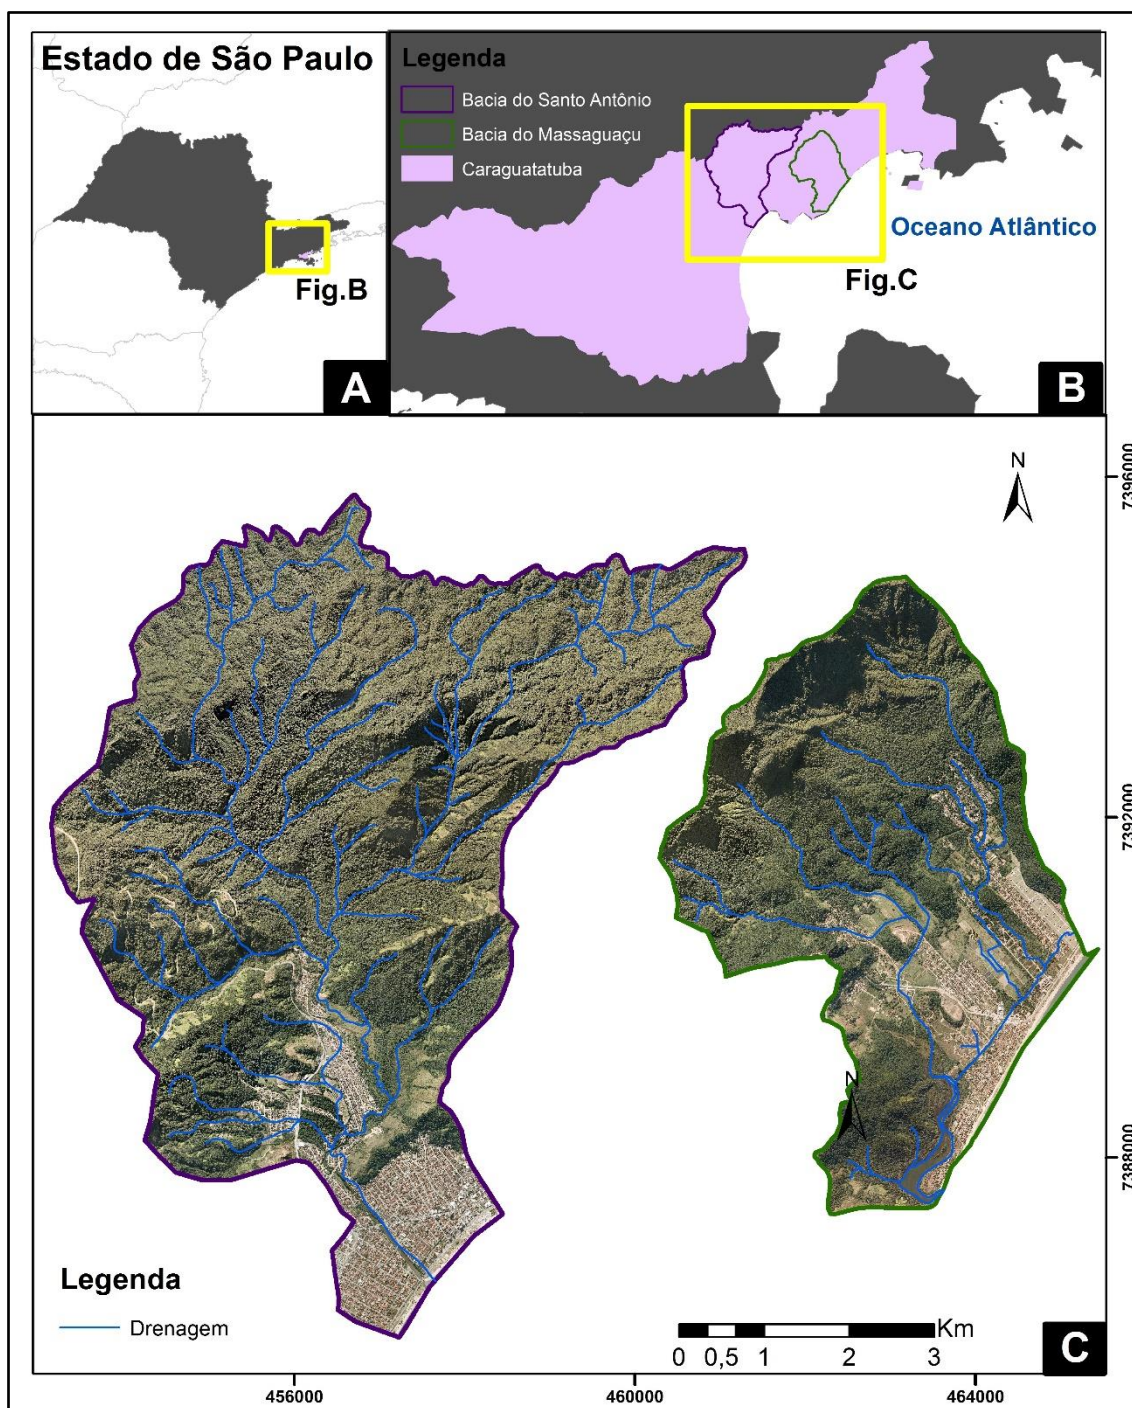 Estado de São Paulo
Fig.B
A
Legenda
Bacia do Santo Antônio
Bacia do Massaguaçu
Caraguatatuba
Oceano Atlântico
Fig.C
B
N
7396000
7392000
N
7388000
Legenda
Drenagem
Km
0 0,5 1 2 3
C
456000 460000 464000